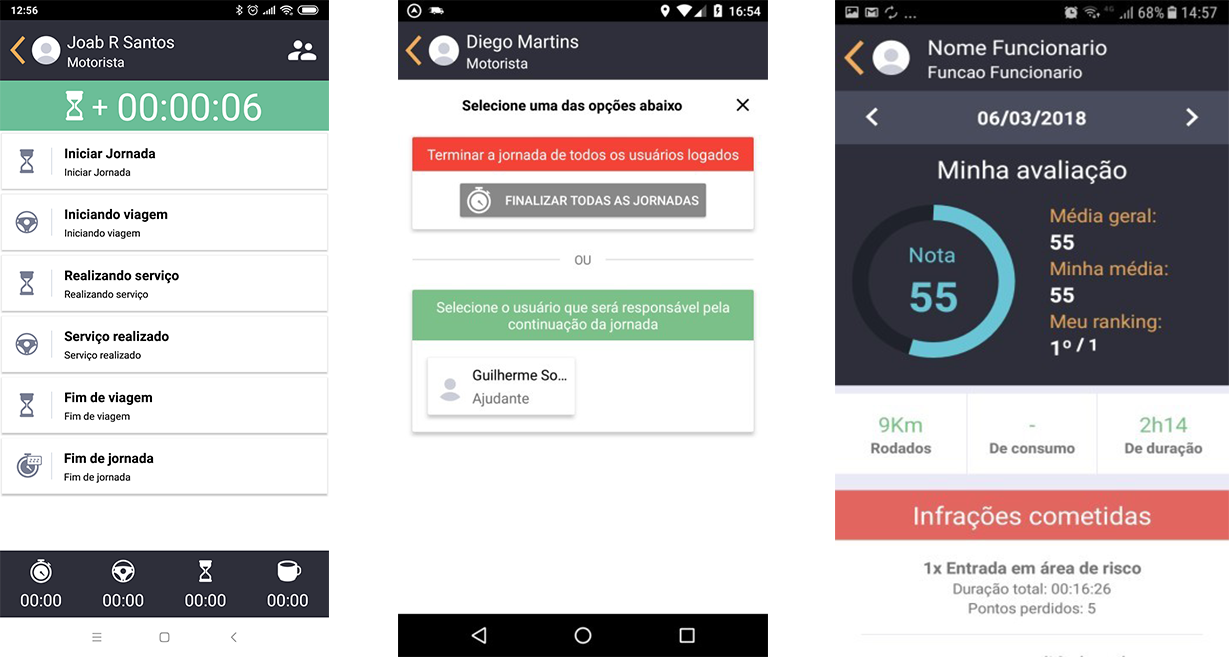 12:56
Joab R Santos
Motorista
+ 00:00:06
Iniciar Jornada
Iniciar Jornada
Iniciando viagem
Iniciando viagem
Realizando serviço
Realizando serviço
Serviço realizado
Serviço realizado
Fim de viagem
Fim de viagem
Fim de jornada
Fim de jornada
00:00 00:00 00:00 00:00
16:54
Diego Martins
Motorista
Selecione uma das opções abaixo
Terminar a jornada de todos os usuários logados
FINALIZAR TODAS AS JORNADAS
OU
Selecione o usuário que será responsável pela
continuação da jornada
Guilherme So...
Ajudante
... 4G 68% 14:57
Nome Funcionario
Funcao Funcionario
06/03/2018
Minha avaliação
Nota
55
Média geral:
55
Minha média:
55
Meu ranking:
1º / 1
9Km - 2h14
Rodados De consumo De duração
Infrações cometidas
1x Entrada em área de risco
Duração total: 00:16:26
Pontos perdidos: 5